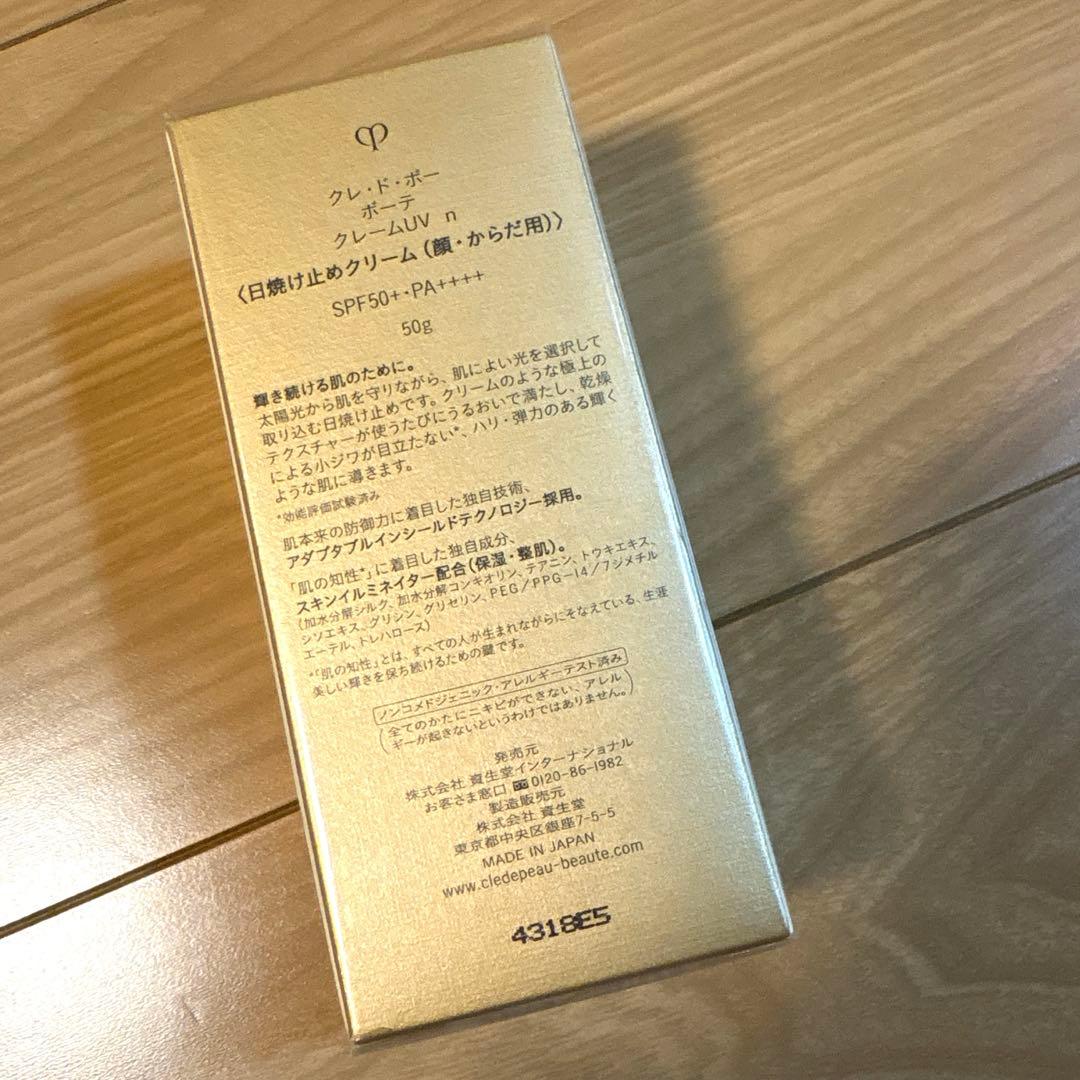 クレ・ド・ポー
ボーテ
クレームUV n
〈日焼け止めクリーム（顔・からだ用）〉
SPF50+・PA++++
50g
輝き続ける肌のために。
太陽光から肌を守りながら、肌によい光を選択して
取り込む日焼け止めです。クリームのような極上の
テクスチャーが使うたびにうるおいで満たし、乾燥
による小ジワが目立たない*、ハリ・弾力のある輝く
ような肌に導きます。
*効能評価試験済み
肌本来の防御力に着目した独自技術、
アダプタブルインシールドテクノロジー採用。
「肌の知性*」に着目した独自成分、
スキンイルミネイター配合（保湿・整肌）。
（加水分解シルク、加水分解コンキオリン、テアニン、トウキエキス、
シソエキス、グリシン、グリセリン、PEG/PPG-14/7ジメチル
エーテル、トレハロース）
*「肌の知性」とは、すべての人が生まれながらにそなえている、生涯
美しい輝きを保ち続けるための鍵です。
ノンコメドジェニック・アレルギーテスト済み
（全てのかたにニキビができない、アレル
ギーが起きないというわけではありません。）
発売元
株式会社 資生堂インターナショナル
お客さま窓口 0120-86-1982
製造販売元
株式会社 資生堂
東京都中央区銀座7-5-5
MADE IN JAPAN
www.cledepeau-beaute.com
4318E5